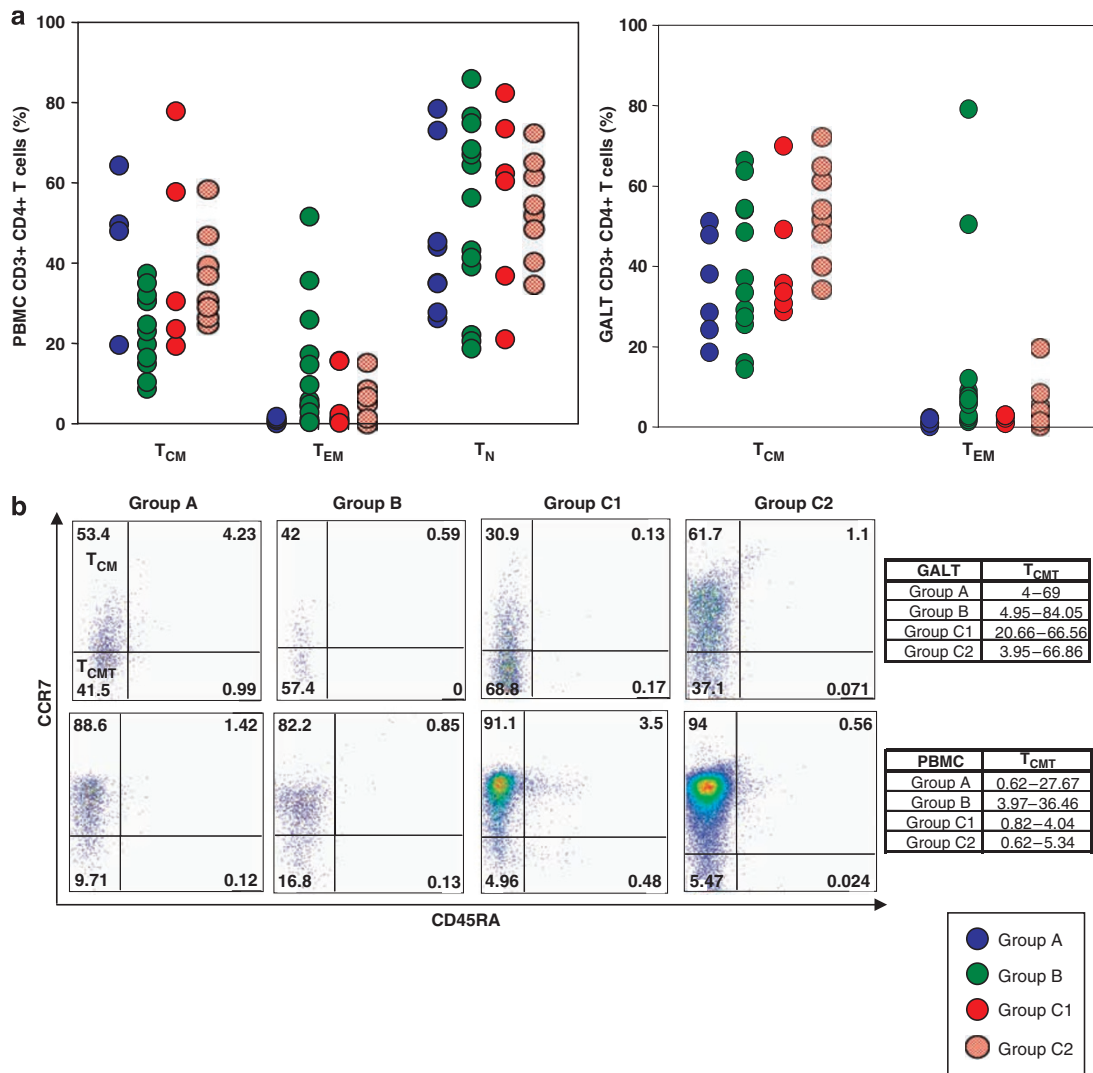 a
PBMC CD3+ CD4+ T cells (%)
100
80
60
40
20
0
TCM
TEM
TN
GALT CD3+ CD4+ T cells (%)
100
80
60
40
20
0
TCM
TEM
b
Group A
Group B
Group C1
Group C2
53.4 4.23
TCM
TCMT
41.5 0.99
42 0.59
57.4 0
30.9 0.13
68.8 0.17
61.7 1.1
37.1 0.071
GALT TCMT
Group A 4–69
Group B 4.95–84.05
Group C1 20.66–66.56
Group C2 3.95–66.86
CCR7
88.6 1.42
9.71 0.12
82.2 0.85
16.8 0.13
91.1 3.5
4.96 0.48
94 0.56
5.47 0.024
PBMC TCMT
Group A 0.62–27.67
Group B 3.97–36.46
Group C1 0.82–4.04
Group C2 0.62–5.34
CD45RA
Group A
Group B
Group C1
Group C2